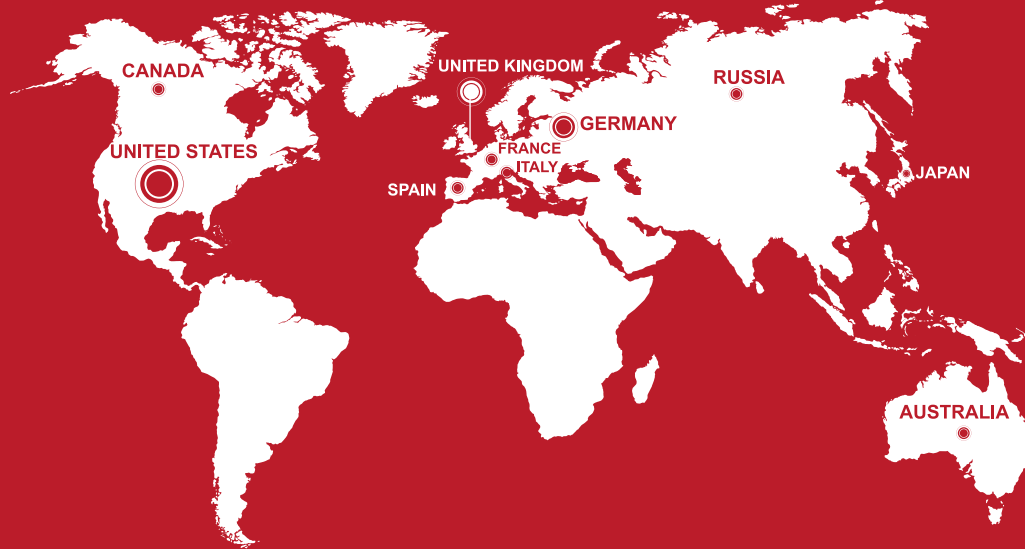 UNITED KINGDOM
CANADA
RUSSIA
GERMANY
FRANCE
UNITED STATES
ITALY
JAPAN
SPAIN
AUSTRALIA